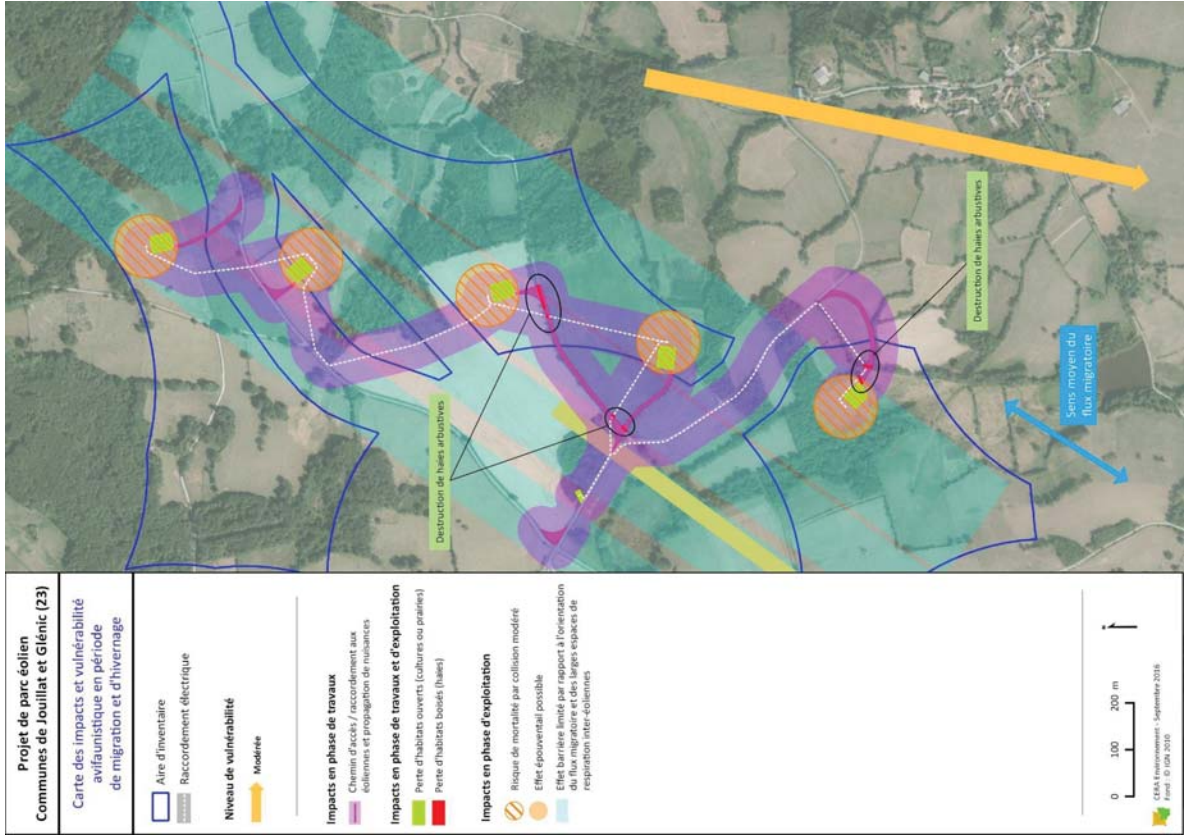 Projet de parc éolien
Communes de Jouillat et Glénic (23)
Carte des impacts et vulnérabilité
avifaunistique en période
de migration et d'hivernage
Aire d'inventaire
Raccordement électrique
Niveau de vulnérabilité
Modérée
Impacts en phase de travaux
Chemin d'accès / raccordement aux
éoliennes et propagation de nuisances
Impacts en phase de travaux et d'exploitation
Perte d'habitats ouverts (cultures ou prairies)
Perte d'habitats boisés (haies)
Impacts en phase d'exploitation
Risque de mortalité par collision modéré
Effet épouventail possible
Effet barrière limité par rapport à l'orientation
du flux migratoire et des larges espaces de
respiration inter-éoliennes
0 100 200 m
CERA Environnement - Septembre 2016
Fond : © IGN 2010
Destruction de haies arbustives
Destruction de haies arbustives
Sens moyen du
flux migratoire